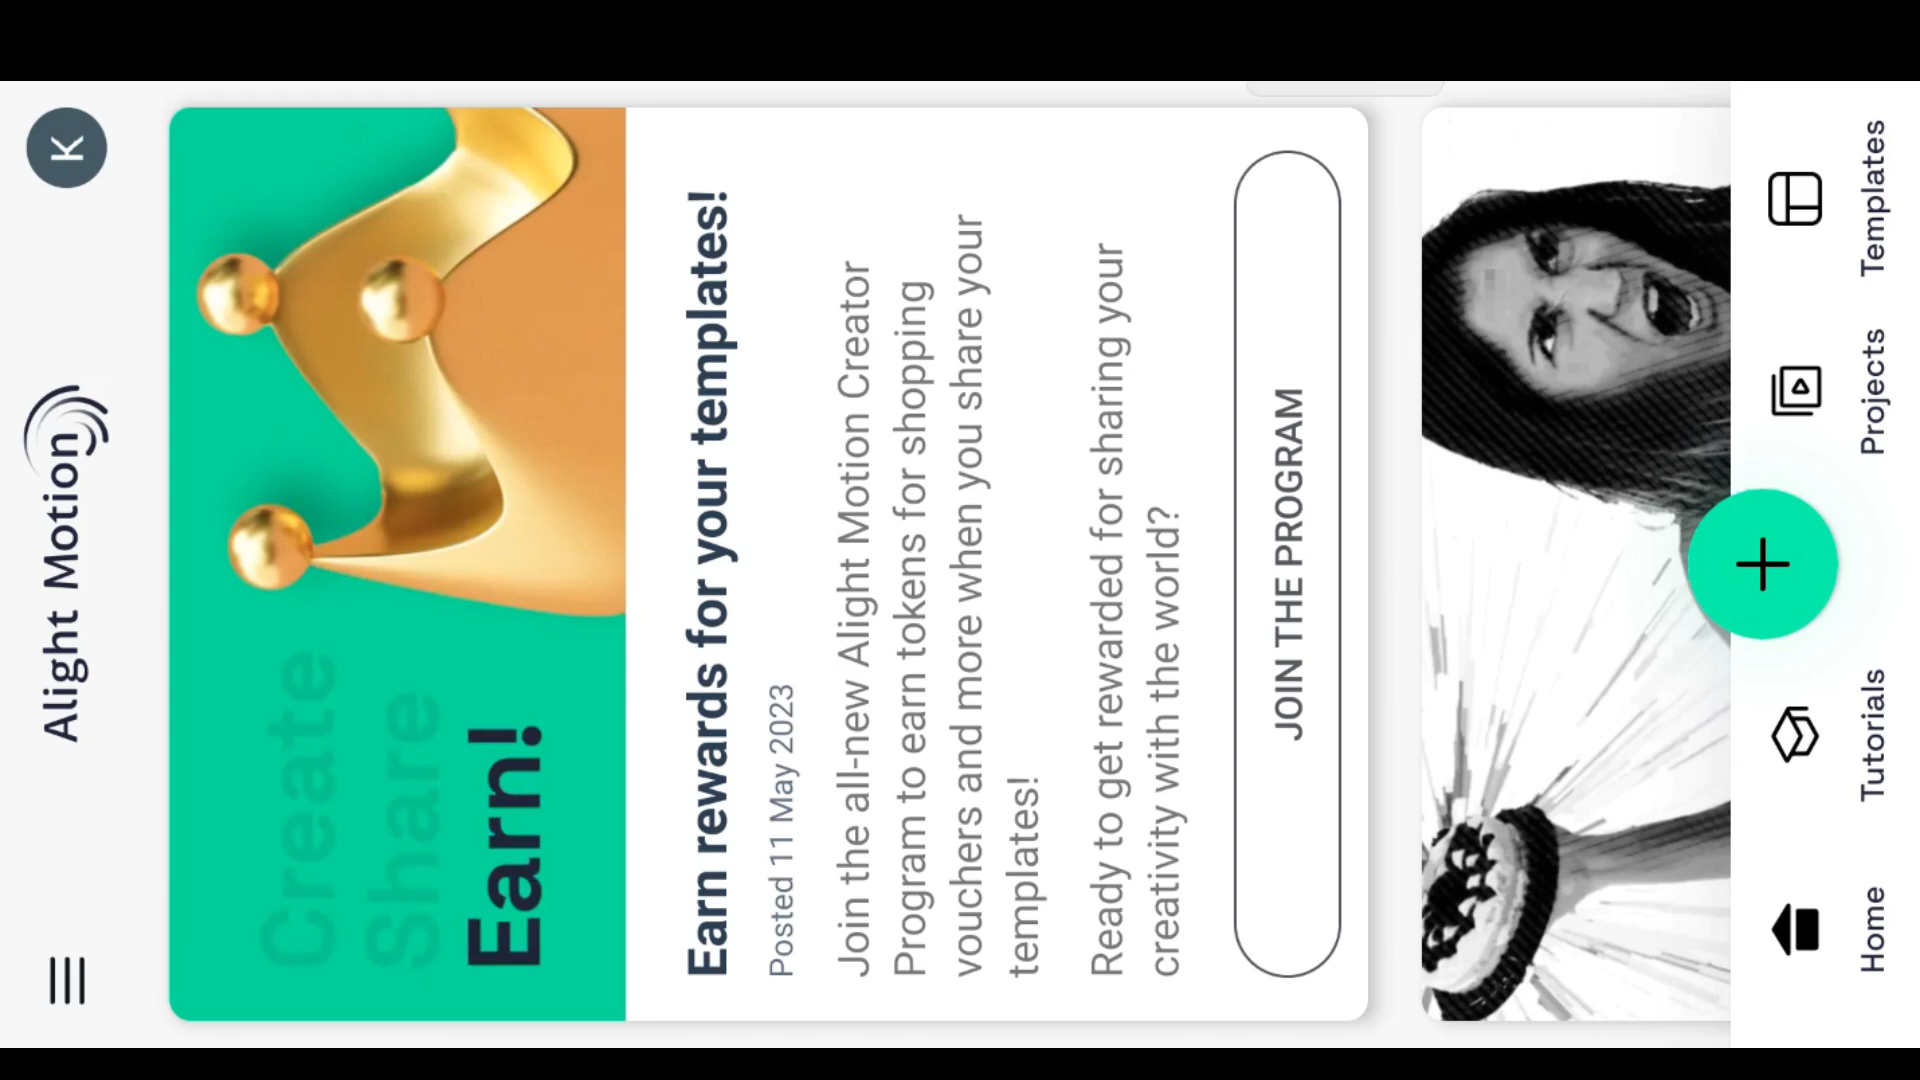 Alight Motion
K
Create
Share
Earn!
Earn rewards for your templates!
Posted 11 May 2023
Join the all-new Alight Motion Creator
Program to earn tokens for shopping
vouchers and more when you share your
templates!
Ready to get rewarded for sharing your
creativity with the world?
JOIN THE PROGRAM
Home
Tutorials
Projects
Templates